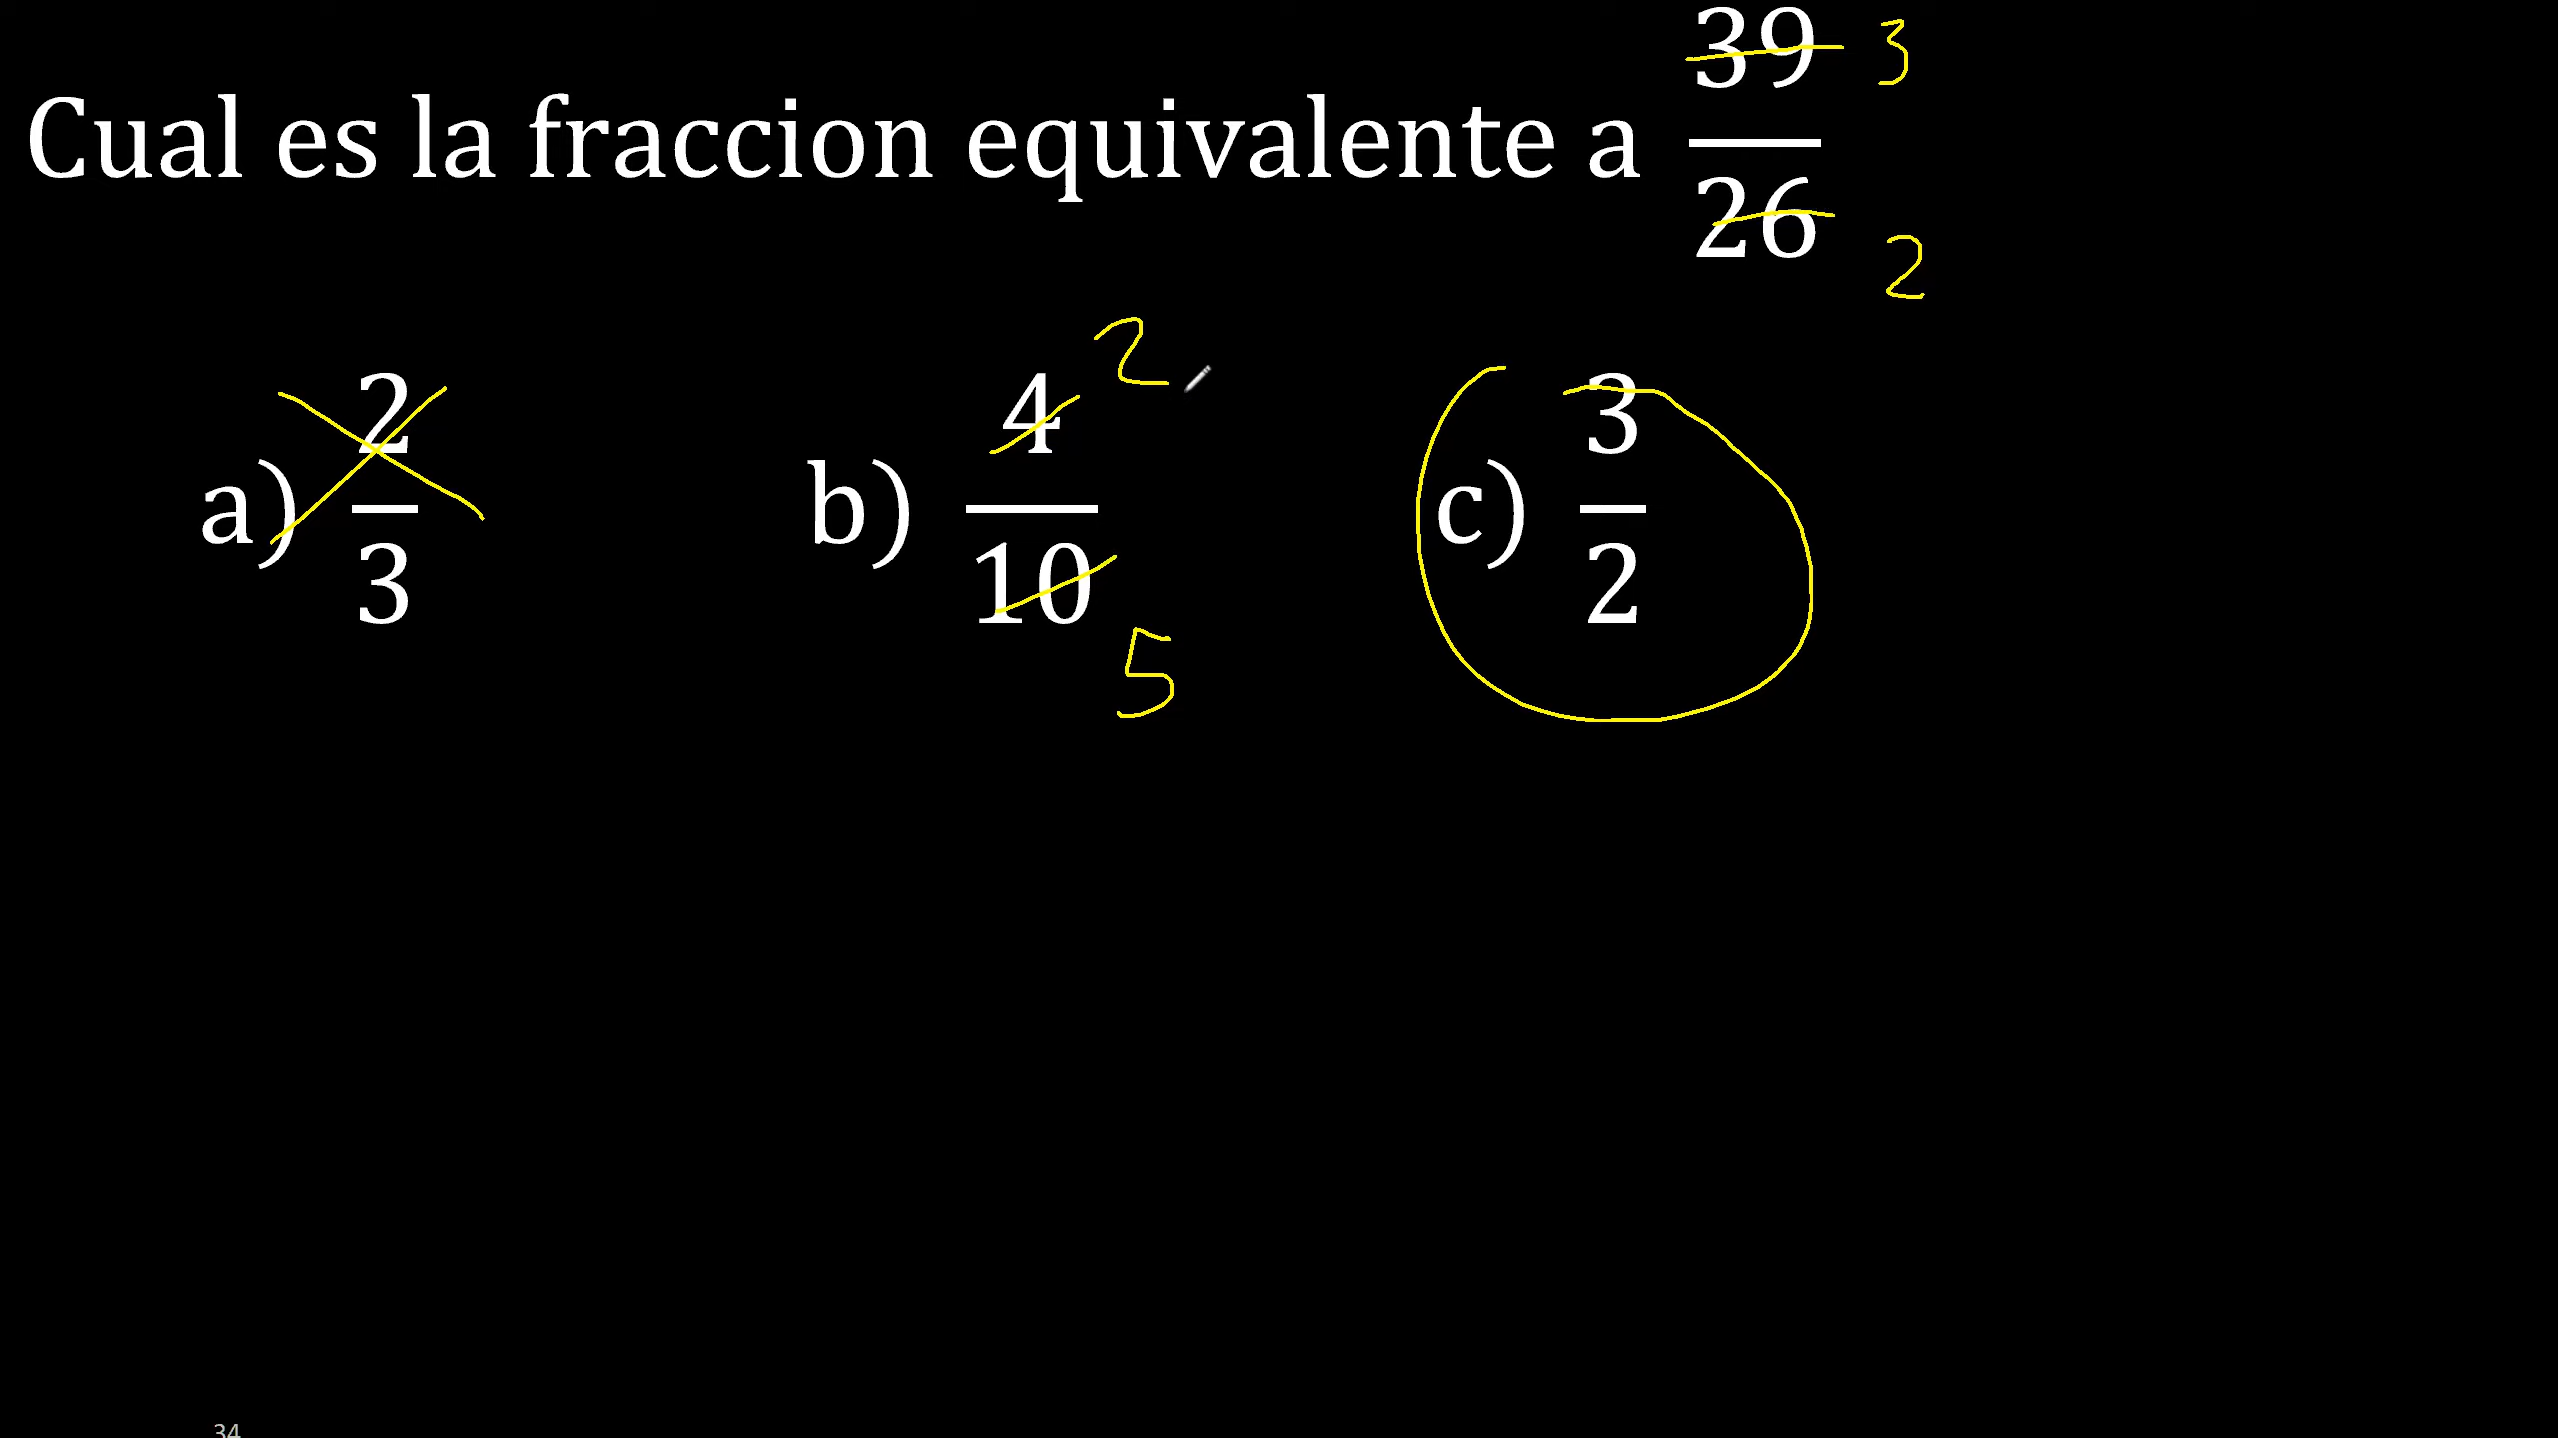 Cual es la fraccion equivalente a 39/26 3 2
a) 2/3 b) 4/10 2 5 c) 3/2
34